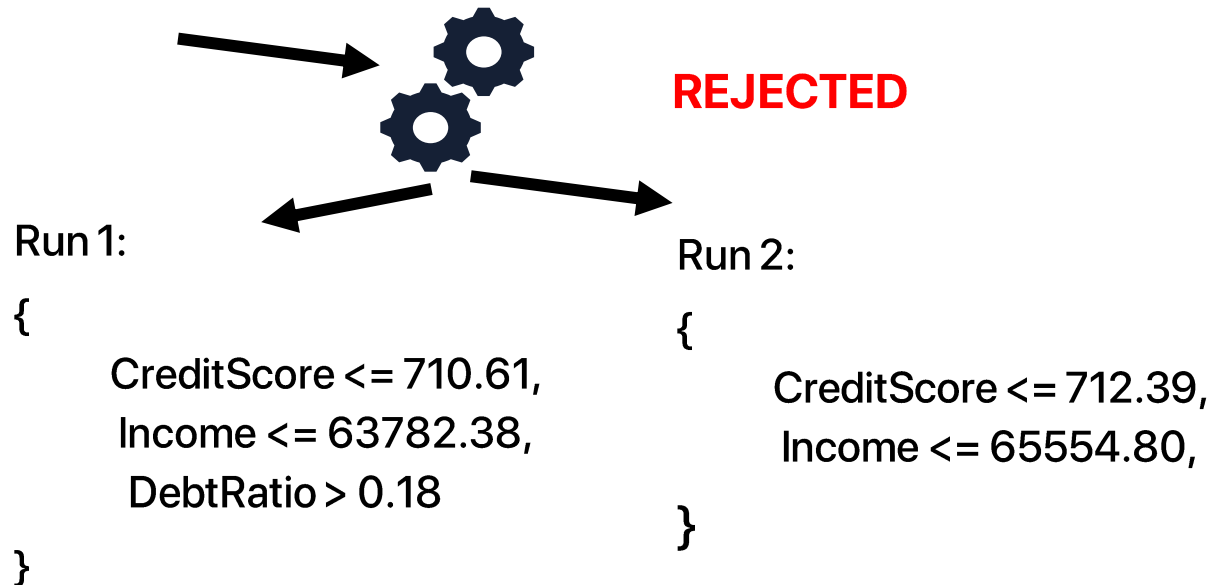 REJECTED
Run 1:
{
CreditScore <= 710.61,
Income <= 63782.38,
DebtRatio > 0.18
}
Run 2:
{
CreditScore <= 712.39,
Income <= 65554.80,
}